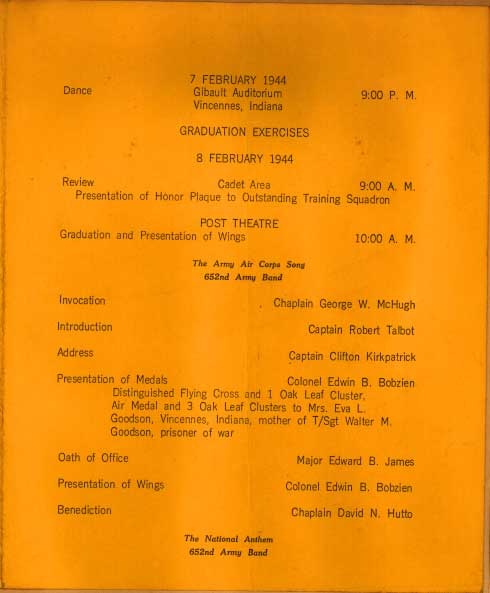 7 FEBRUARY 1944
Dance Gibault Auditorium 9:00 P. M.
Vincennes, Indiana
GRADUATION EXERCISES
8 FEBRUARY 1944
Review Cadet Area 9:00 A. M.
Presentation of Honor Plaque to Outstanding Training Squadron
POST THEATRE
Graduation and Presentation of Wings 10:00 A. M.
The Army Air Corps Song
652nd Army Band
Invocation Chaplain George W. McHugh
Introduction Captain Robert Talbot
Address Captain Clifton Kirkpatrick
Presentation of Medals Colonel Edwin B. Bobzien
Distinguished Flying Cross and 1 Oak Leaf Cluster,
Air Medal and 3 Oak Leaf Clusters to Mrs. Eva L.
Goodson, Vincennes, Indiana, mother of T/Sgt Walter M.
Goodson, prisoner of war
Oath of Office Major Edward B. James
Presentation of Wings Colonel Edwin B. Bobzien
Benediction Chaplain David N. Hutto
The National Anthem
652nd Army Band